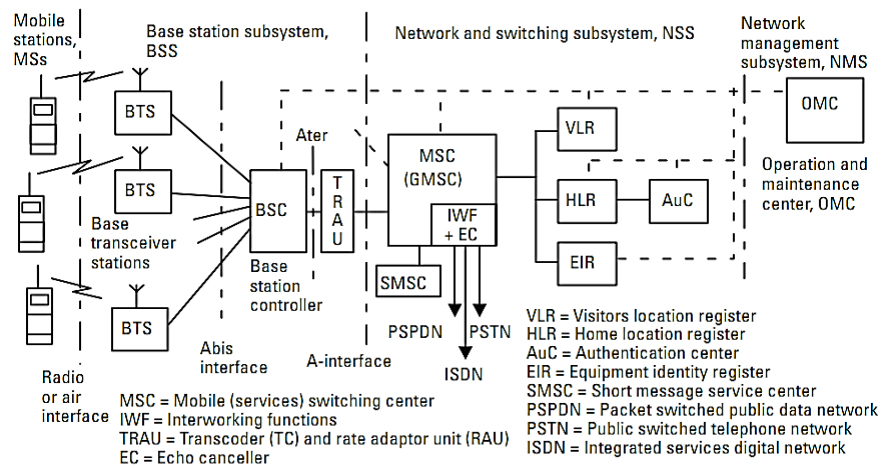 Mobile
stations,
MSs
Base station subsystem,
BSS
Network and switching subsystem, NSS
Network
management
subsystem, NMS
BTS
BTS
BTS
Base
transceiver
stations
BSC
Base
station
controller
Ater
T
R
A
U
MSC
(GMSC)
IWF
+ EC
SMSC
VLR
HLR
AuC
EIR
OMC
Operation and
maintenance
center, OMC
PSPDN
PSTN
ISDN
Radio
or air
interface
Abis
interface
A-interface
MSC = Mobile (services) switching center
IWF = Interworking functions
TRAU = Transcoder (TC) and rate adaptor unit (RAU)
EC = Echo canceller
VLR = Visitors location register
HLR = Home location register
AuC = Authentication center
EIR = Equipment identity register
SMSC = Short message service center
PSPDN = Packet switched public data network
PSTN = Public switched telephone network
ISDN = Integrated services digital network